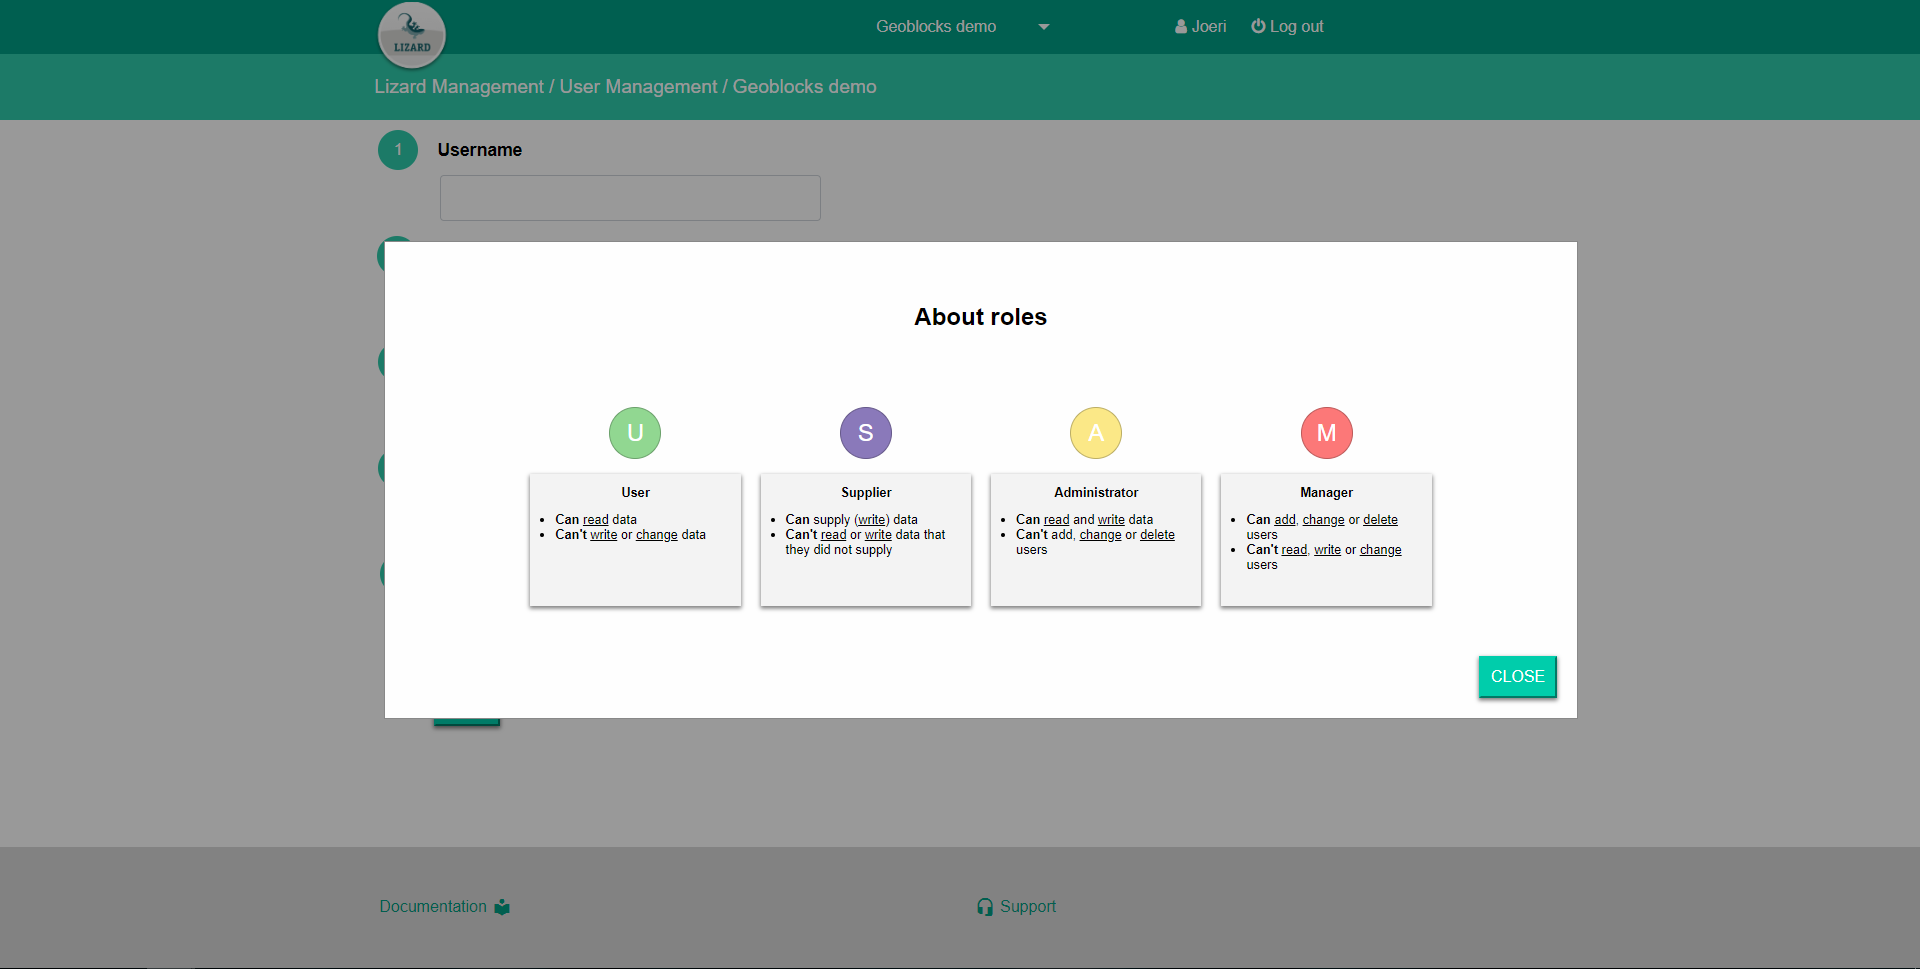 LIZARD
Geoblocks demo
Joeri
Log out
Lizard Management / User Management / Geoblocks demo
1
Username
About roles
U
S
A
M
User
Can read data
Can't write or change data
Supplier
Can supply (write) data
Can't read or write data that
they did not supply
Administrator
Can read and write data
Can't add, change or delete
users
Manager
Can add, change or delete
users
Can't read, write or change
users
CLOSE
Documentation
Support